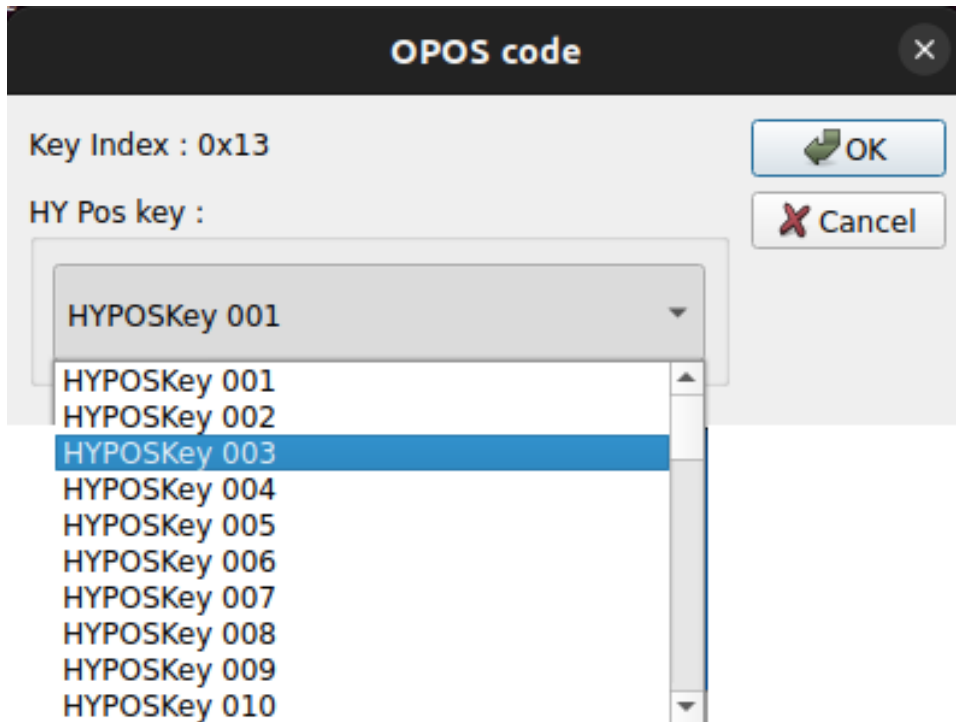 OPOS code
Key Index : 0x13
OK
HY Pos key :
Cancel
HYPOSKey 001
HYPOSKey 001
HYPOSKey 002
HYPOSKey 003
HYPOSKey 004
HYPOSKey 005
HYPOSKey 006
HYPOSKey 007
HYPOSKey 008
HYPOSKey 009
HYPOSKey 010